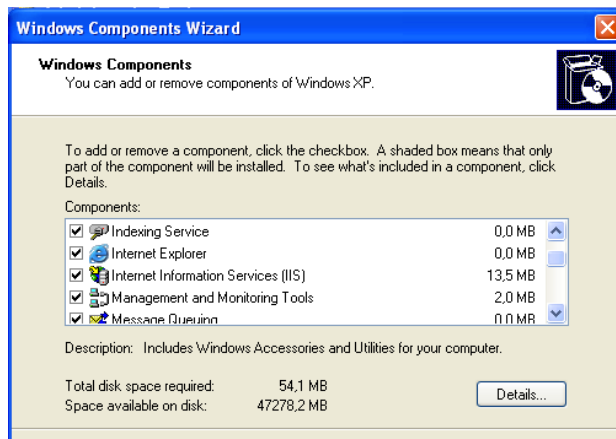 Windows Components Wizard
Windows Components
You can add or remove components of Windows XP.
To add or remove a component, click the checkbox. A shaded box means that only
part of the component will be installed. To see what's included in a component, click
Details.
Components:
Indexing Service 0,0 MB
Internet Explorer 0,0 MB
Internet Information Services (IIS) 13,5 MB
Management and Monitoring Tools 2,0 MB
Message Queuing 0,0 MB
Description: Includes Windows Accessories and Utilities for your computer.
Total disk space required: 54,1 MB
Space available on disk: 47278,2 MB
Details...